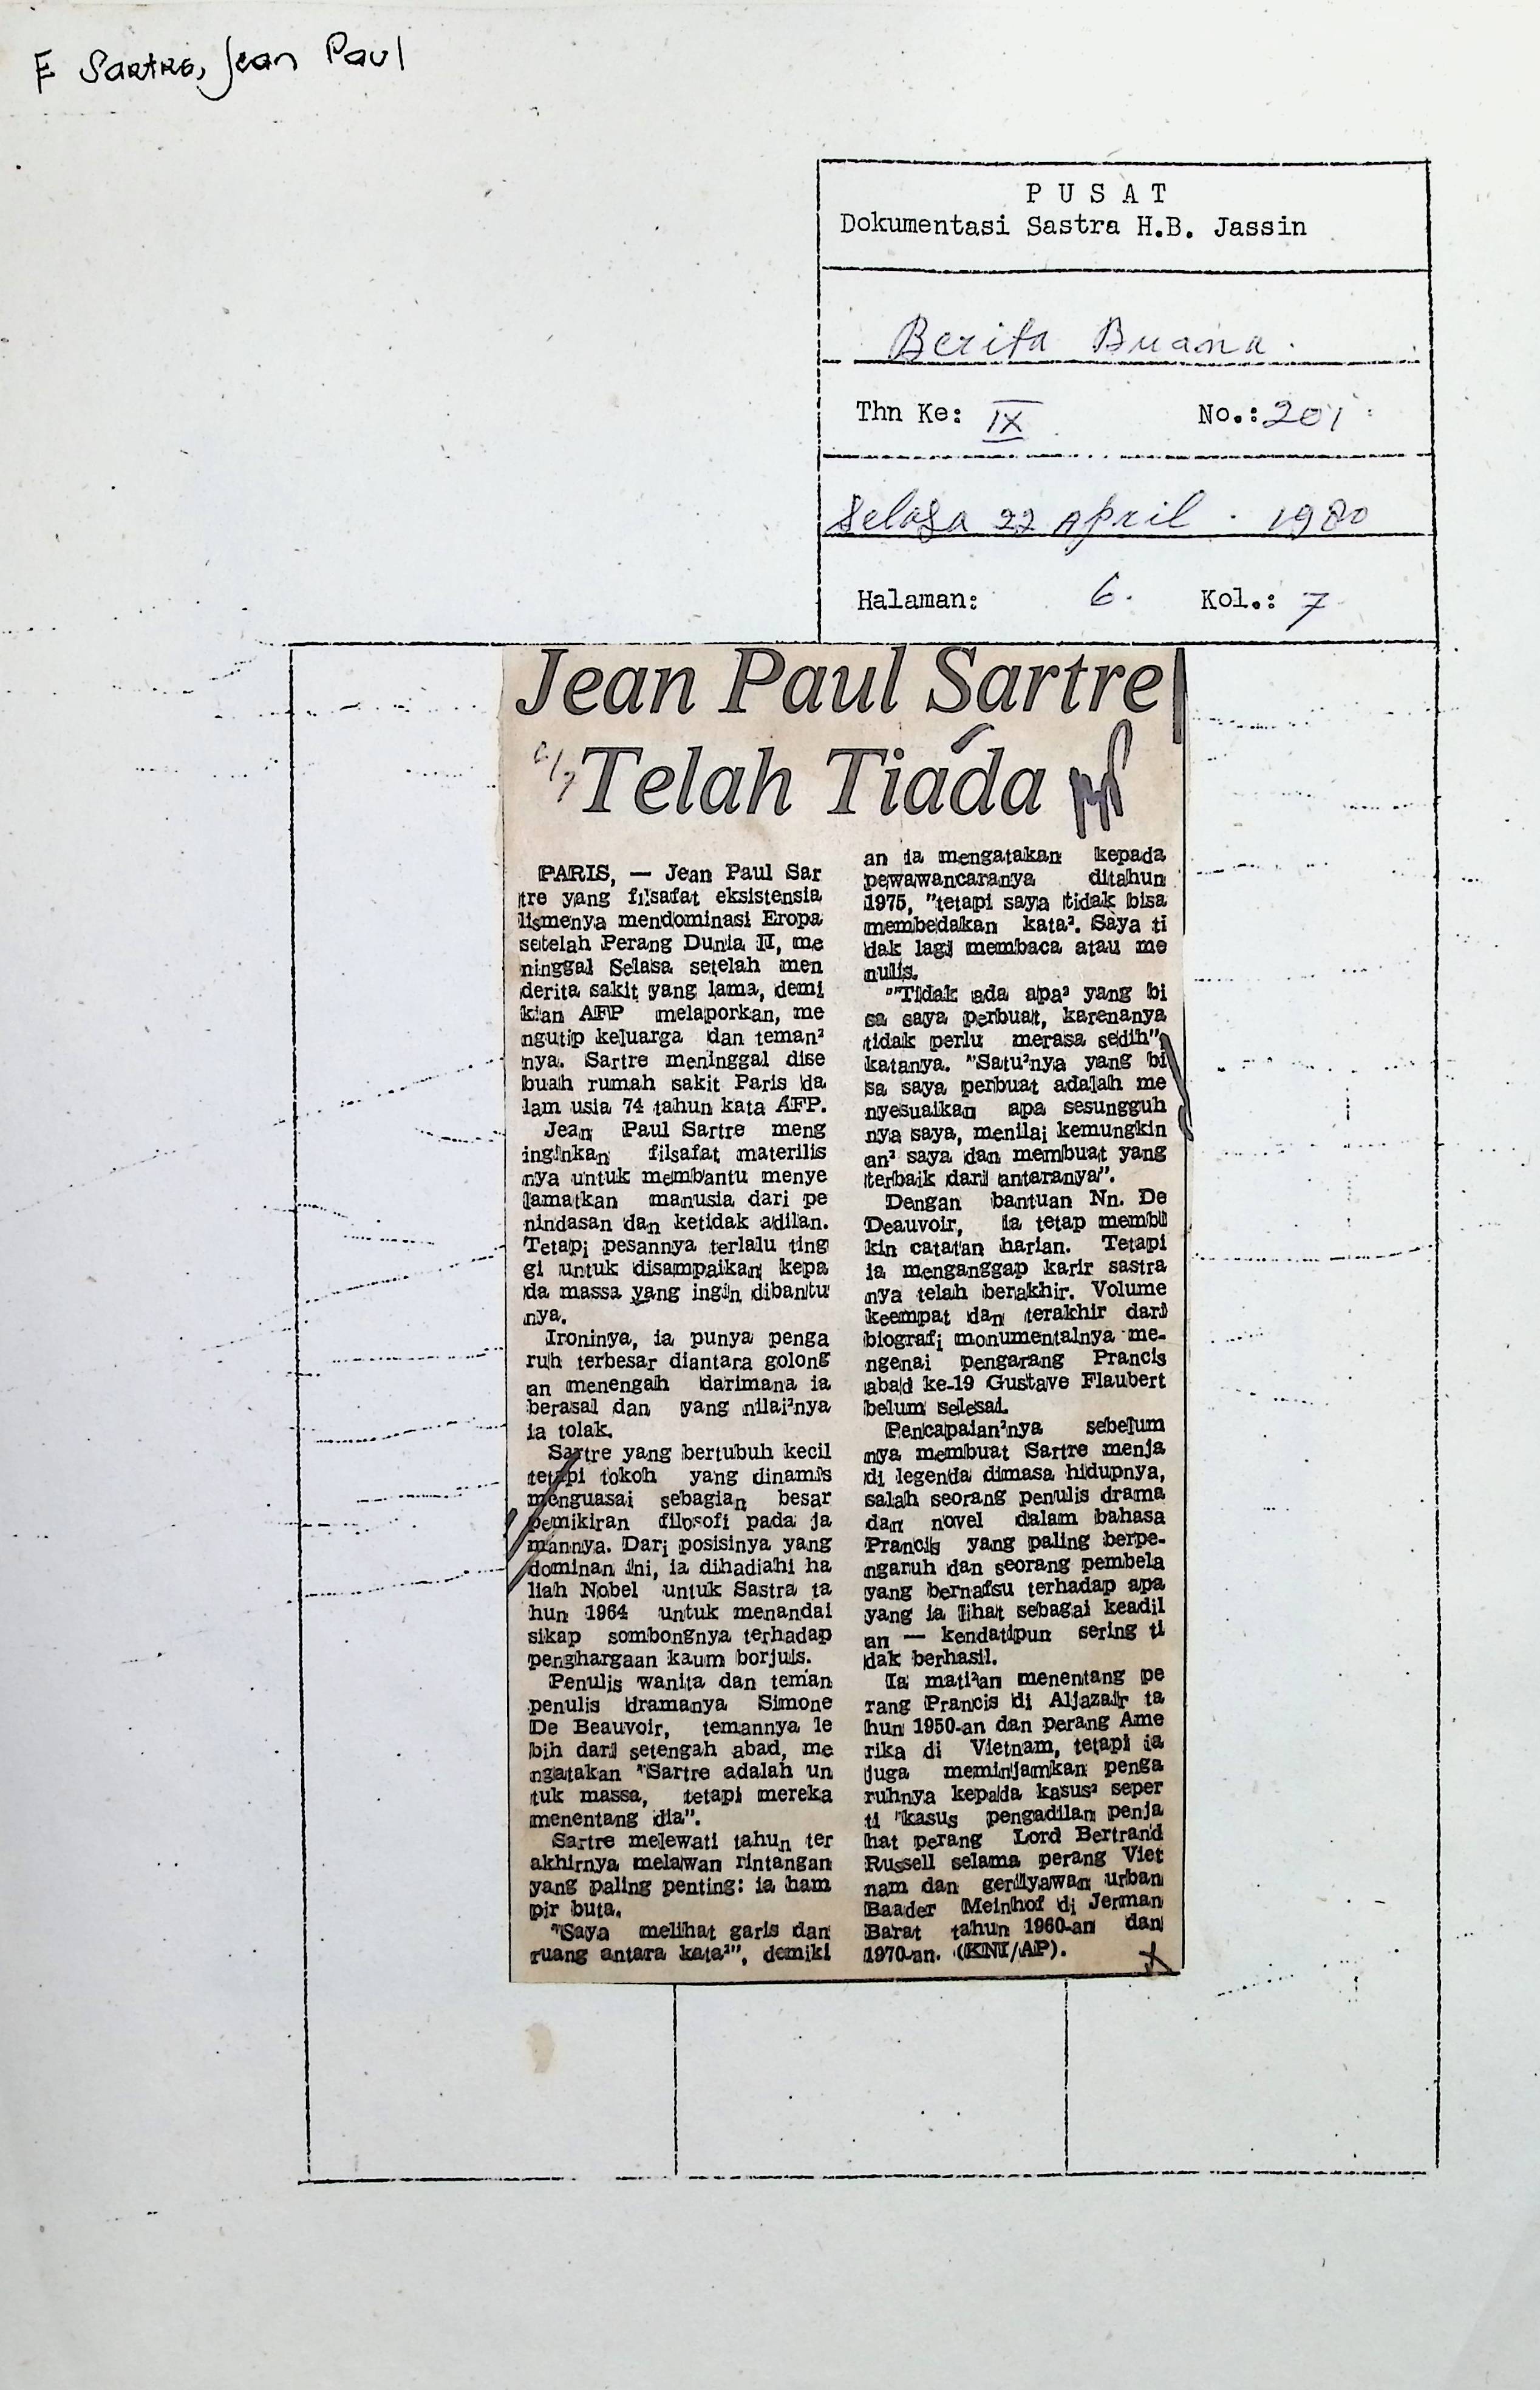 E Sartre, Jean Paul
P U S A T
Dokumentasi Sastra H.B. Jassin
Berita Buana.
Thn Ke: IX No.: 201
Selasa 22 April . 1980
Halaman: 6. Kol.: 7
Jean Paul Sartre
6/7 Telah Tiada
PARIS, — Jean Paul Sar
tre yang filsafat eksistensia
lismenya mendominasi Eropa
setelah Perang Dunia II, me
ninggal Selasa setelah men
derita sakit yang lama, demi
kian AFP melaporkan, me
ngutip keluarga dan teman²
nya. Sartre meninggal dise
buah rumah sakit Paris da
lam usia 74 tahun kata AFP.
Jean Paul Sartre meng
inginkan filsafat materilis
nya untuk membantu menye
lamatkan manusia dari pe
nindasan dan ketidak adilan.
Tetapi pesannya terlalu ting
gi untuk disampaikan kepa
da massa yang ingin dibantu
nya.
Ironinya, ia punya penga
ruh terbesar diantara golong
an menengah darimana ia
berasal dan yang nilai²nya
ia tolak.
Sartre yang bertubuh kecil
tetapi tokoh yang dinamis
menguasai sebagian besar
pemikiran filosofi pada ja
mannya. Dari posisinya yang
dominan ini, ia dihadiahi ha
liah Nobel untuk Sastra ta
hun 1964 untuk menandai
sikap sombongnya terhadap
penghargaan kaum borjuis.
Penulis wanita dan teman
penulis dramanya Simone
De Beauvoir, temannya le
bih dari setengah abad, me
ngatakan "Sartre adalah un
tuk massa, tetapi mereka
menentang dia".
Sartre melewati tahun ter
akhirnya melawan rintangan
yang paling penting: ia ham
pir buta.
"Saya melihat garis dan
ruang antara kata²", demiki
an ia mengatakan kepada
pewawancaranya ditahun
1975, "tetapi saya tidak bisa
membedakan kata². Saya ti
dak lagi membaca atau me
nulis.
"Tidak ada apa² yang bi
sa saya perbuat, karenanya
tidak perlu merasa sedih",
katanya. "Satu²nya yang bi
sa saya perbuat adalah me
nyesuaikan apa sesungguh
nya saya, menilai kemungkin
an² saya dan membuat yang
terbaik dari antaranya".
Dengan bantuan Nn. De
Deauvoir, ia tetap membi
kin catatan harian. Tetapi
ia menganggap karir sastra
nya telah berakhir. Volume
keempat dan terakhir dari
biografi monumentalnya me-
ngenai pengarang Prancis
abad ke-19 Gustave Flaubert
belum selesai.
Pencapaian²nya sebelum
nya membuat Sartre menja
di legenda dimasa hidupnya,
salah seorang penulis drama
dan novel dalam bahasa
Prancis yang paling berpe-
ngaruh dan seorang pembela
yang bernafsu terhadap apa
yang ia lihat sebagai keadil
an — kendatipun sering ti
dak berhasil.
Ia mati²an menentang pe
rang Prancis di Aljazair ta
hun 1950-an dan perang Ame
rika di Vietnam, tetapi ia
juga meminjamkan penga
ruhnya kepada kasus² seper
ti "kasus pengadilan penja
hat perang Lord Bertrand
Russell selama perang Viet
nam dan gerilyawan urban
Baader Meinhof di Jerman
Barat tahun 1960-an dan
1970-an. (KNI/AP).